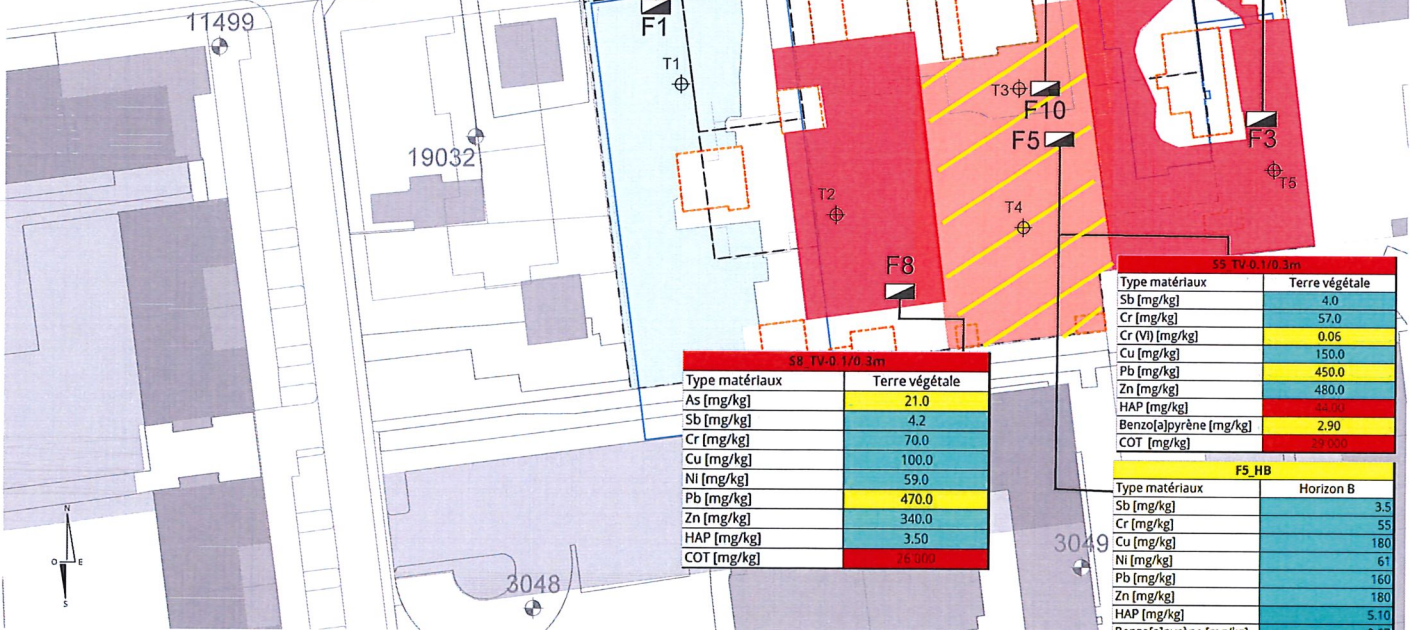 11499
F1
T1
T3
F10
F5
F3
19032
T5
T2
T4
F8
S5_TV-0.1/0.3m
Type matériaux Terre végétale
Sb [mg/kg] 4.0
Cr [mg/kg] 57.0
Cr (VI) [mg/kg] 0.06
Cu [mg/kg] 150.0
Pb [mg/kg] 450.0
Zn [mg/kg] 480.0
HAP [mg/kg] 44.00
Benzo[a]pyrène [mg/kg] 2.90
COT [mg/kg] 29'000
S8_TV-0.1/0.3m
Type matériaux Terre végétale
As [mg/kg] 21.0
Sb [mg/kg] 4.2
Cr [mg/kg] 70.0
Cu [mg/kg] 100.0
Ni [mg/kg] 59.0
Pb [mg/kg] 470.0
Zn [mg/kg] 340.0
HAP [mg/kg] 3.50
COT [mg/kg] 26'000
F5_HB
Type matériaux Horizon B
Sb [mg/kg] 3.5
Cr [mg/kg] 55
Cu [mg/kg] 180
Ni [mg/kg] 61
Pb [mg/kg] 160
Zn [mg/kg] 180
HAP [mg/kg] 5.10
N
O E
S
3049
3048